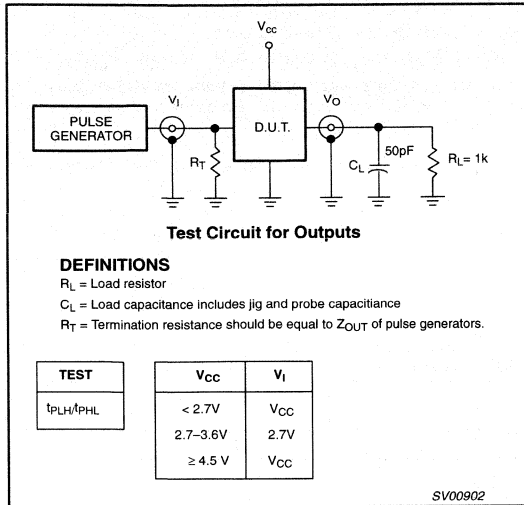 Vcc
VI
VO
PULSE
GENERATOR
D.U.T.
RT
50pF
CL
RL= 1k
Test Circuit for Outputs
DEFINITIONS
RL = Load resistor
CL = Load capacitance includes jig and probe capacitiance
RT = Termination resistance should be equal to ZOUT of pulse generators.
TEST
tPLH/tPHL
VCC VI
< 2.7V VCC
2.7–3.6V 2.7V
≥ 4.5 V VCC
SV00902